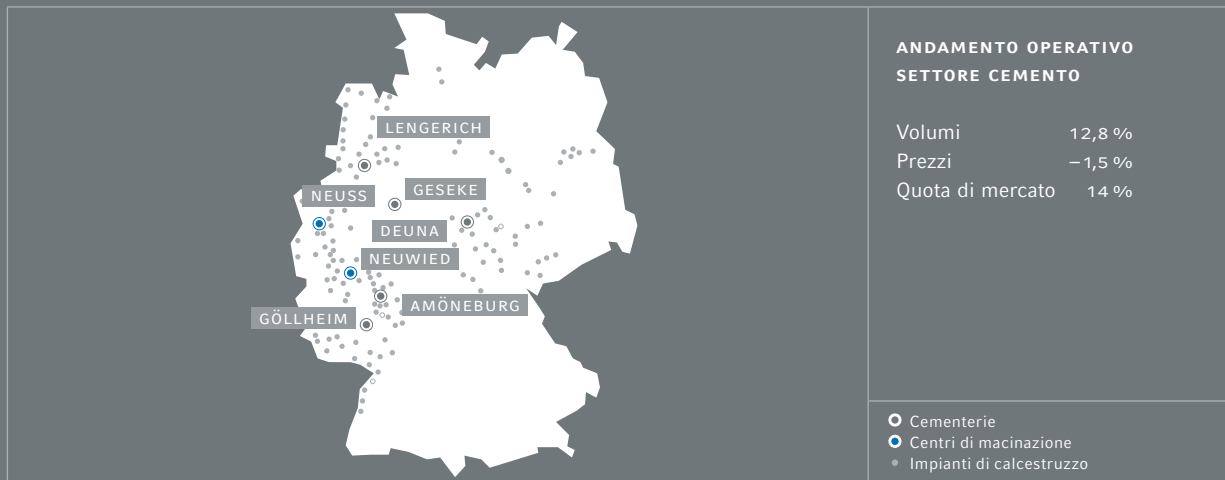 LENGERICH
NEUSS
GESEKE
DEUNA
NEUWIED
AMÖNEBURG
GÖLLHEIM
ANDAMENTO OPERATIVO
SETTORE CEMENTO
Volumi 12,8 %
Prezzi −1,5 %
Quota di mercato 14 %
Cementerie
Centri di macinazione
Impianti di calcestruzzo